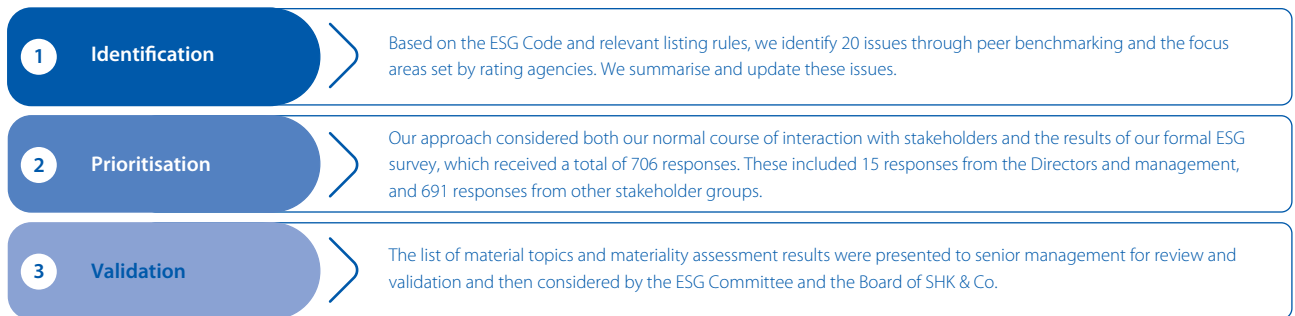 1
Identification
Based on the ESG Code and relevant listing rules, we identify 20 issues through peer benchmarking and the focus
areas set by rating agencies. We summarise and update these issues.
2
Prioritisation
Our approach considered both our normal course of interaction with stakeholders and the results of our formal ESG
survey, which received a total of 706 responses. These included 15 responses from the Directors and management,
and 691 responses from other stakeholder groups.
3
Validation
The list of material topics and materiality assessment results were presented to senior management for review and
validation and then considered by the ESG Committee and the Board of SHK & Co.